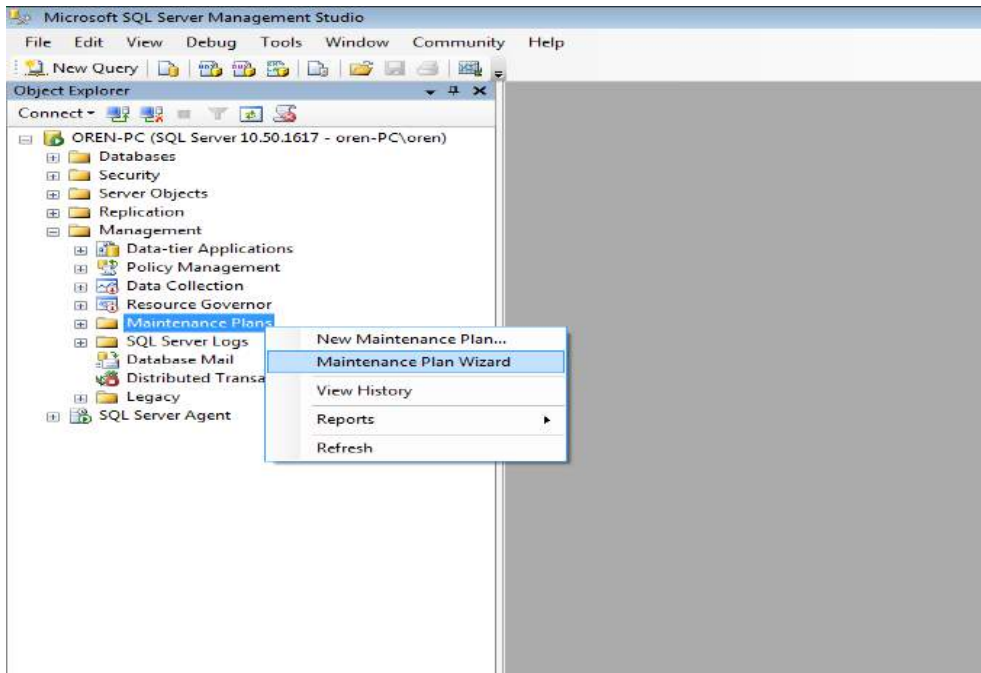 Microsoft SQL Server Management Studio
File Edit View Debug Tools Window Community Help
New Query
Object Explorer
Connect
OREN-PC (SQL Server 10.50.1617 - oren-PC\oren)
Databases
Security
Server Objects
Replication
Management
Data-tier Applications
Policy Management
Data Collection
Resource Governor
Maintenance Plans
SQL Server Logs
Database Mail
Distributed Transa
Legacy
SQL Server Agent
New Maintenance Plan...
Maintenance Plan Wizard
View History
Reports
Refresh